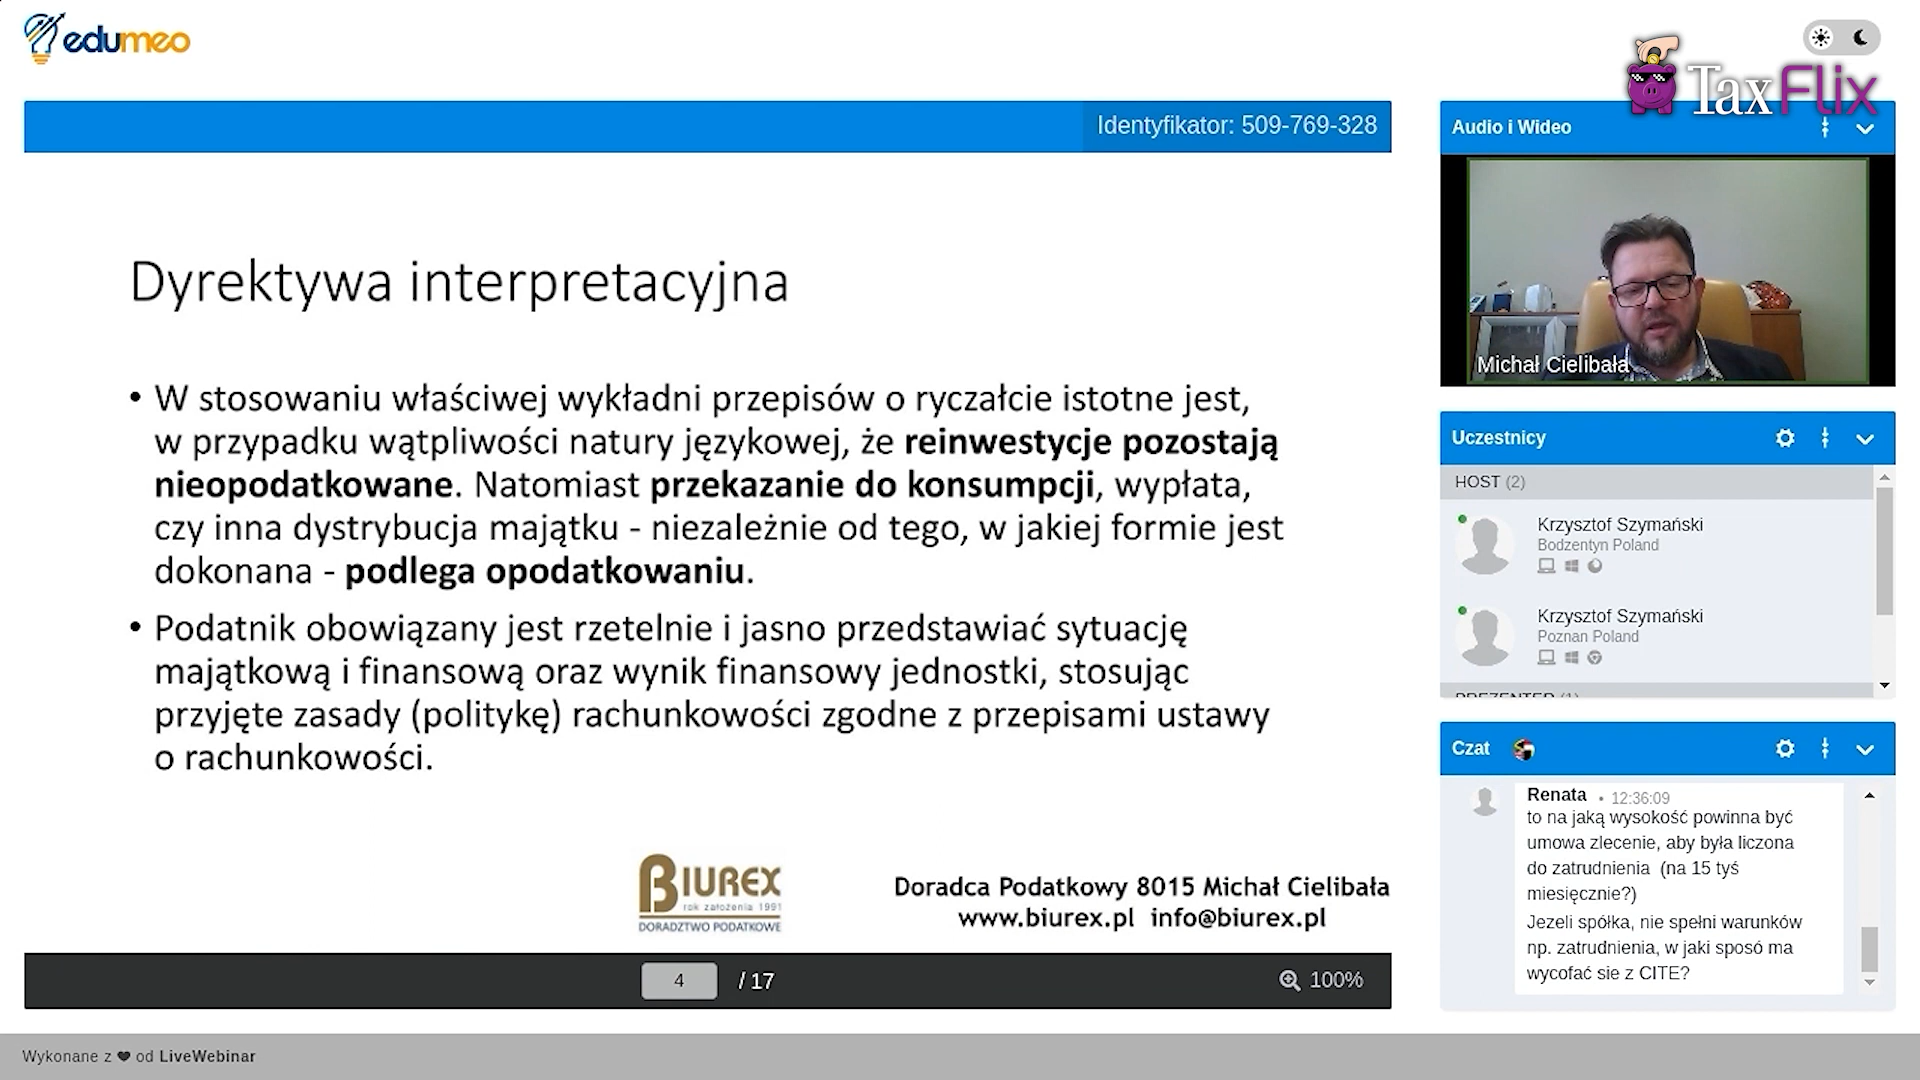 edumeo
TaxFlix
Identyfikator: 509-769-328
Dyrektywa interpretacyjna
• W stosowaniu właściwej wykładni przepisów o ryczałcie istotne jest,
w przypadku wątpliwości natury językowej, że reinwestycje pozostają
nieopodatkowane. Natomiast przekazanie do konsumpcji, wypłata,
czy inna dystrybucja majątku - niezależnie od tego, w jakiej formie jest
dokonana - podlega opodatkowaniu.
• Podatnik obowiązany jest rzetelnie i jasno przedstawiać sytuację
majątkową i finansową oraz wynik finansowy jednostki, stosując
przyjęte zasady (politykę) rachunkowości zgodne z przepisami ustawy
o rachunkowości.
BIUREX
rok założenia 1991
DORADZTWO PODATKOWE
Doradca Podatkowy 8015 Michał Cielibała
www.biurex.pl info@biurex.pl
4 / 17
100%
Audio i Wideo
Michał Cielibała
Uczestnicy
HOST (2)
Krzysztof Szymański
Bodzentyn Poland
Krzysztof Szymański
Poznan Poland
PREZENTER (1)
Czat
Renata • 12:36:09
to na jaką wysokość powinna być
umowa zlecenie, aby była liczona
do zatrudnienia (na 15 tyś
miesięcznie?)
Jezeli spółka, nie spełni warunków
np. zatrudnienia, w jaki sposó ma
wycofać sie z CITE?
Wykonane z ❤ od LiveWebinar